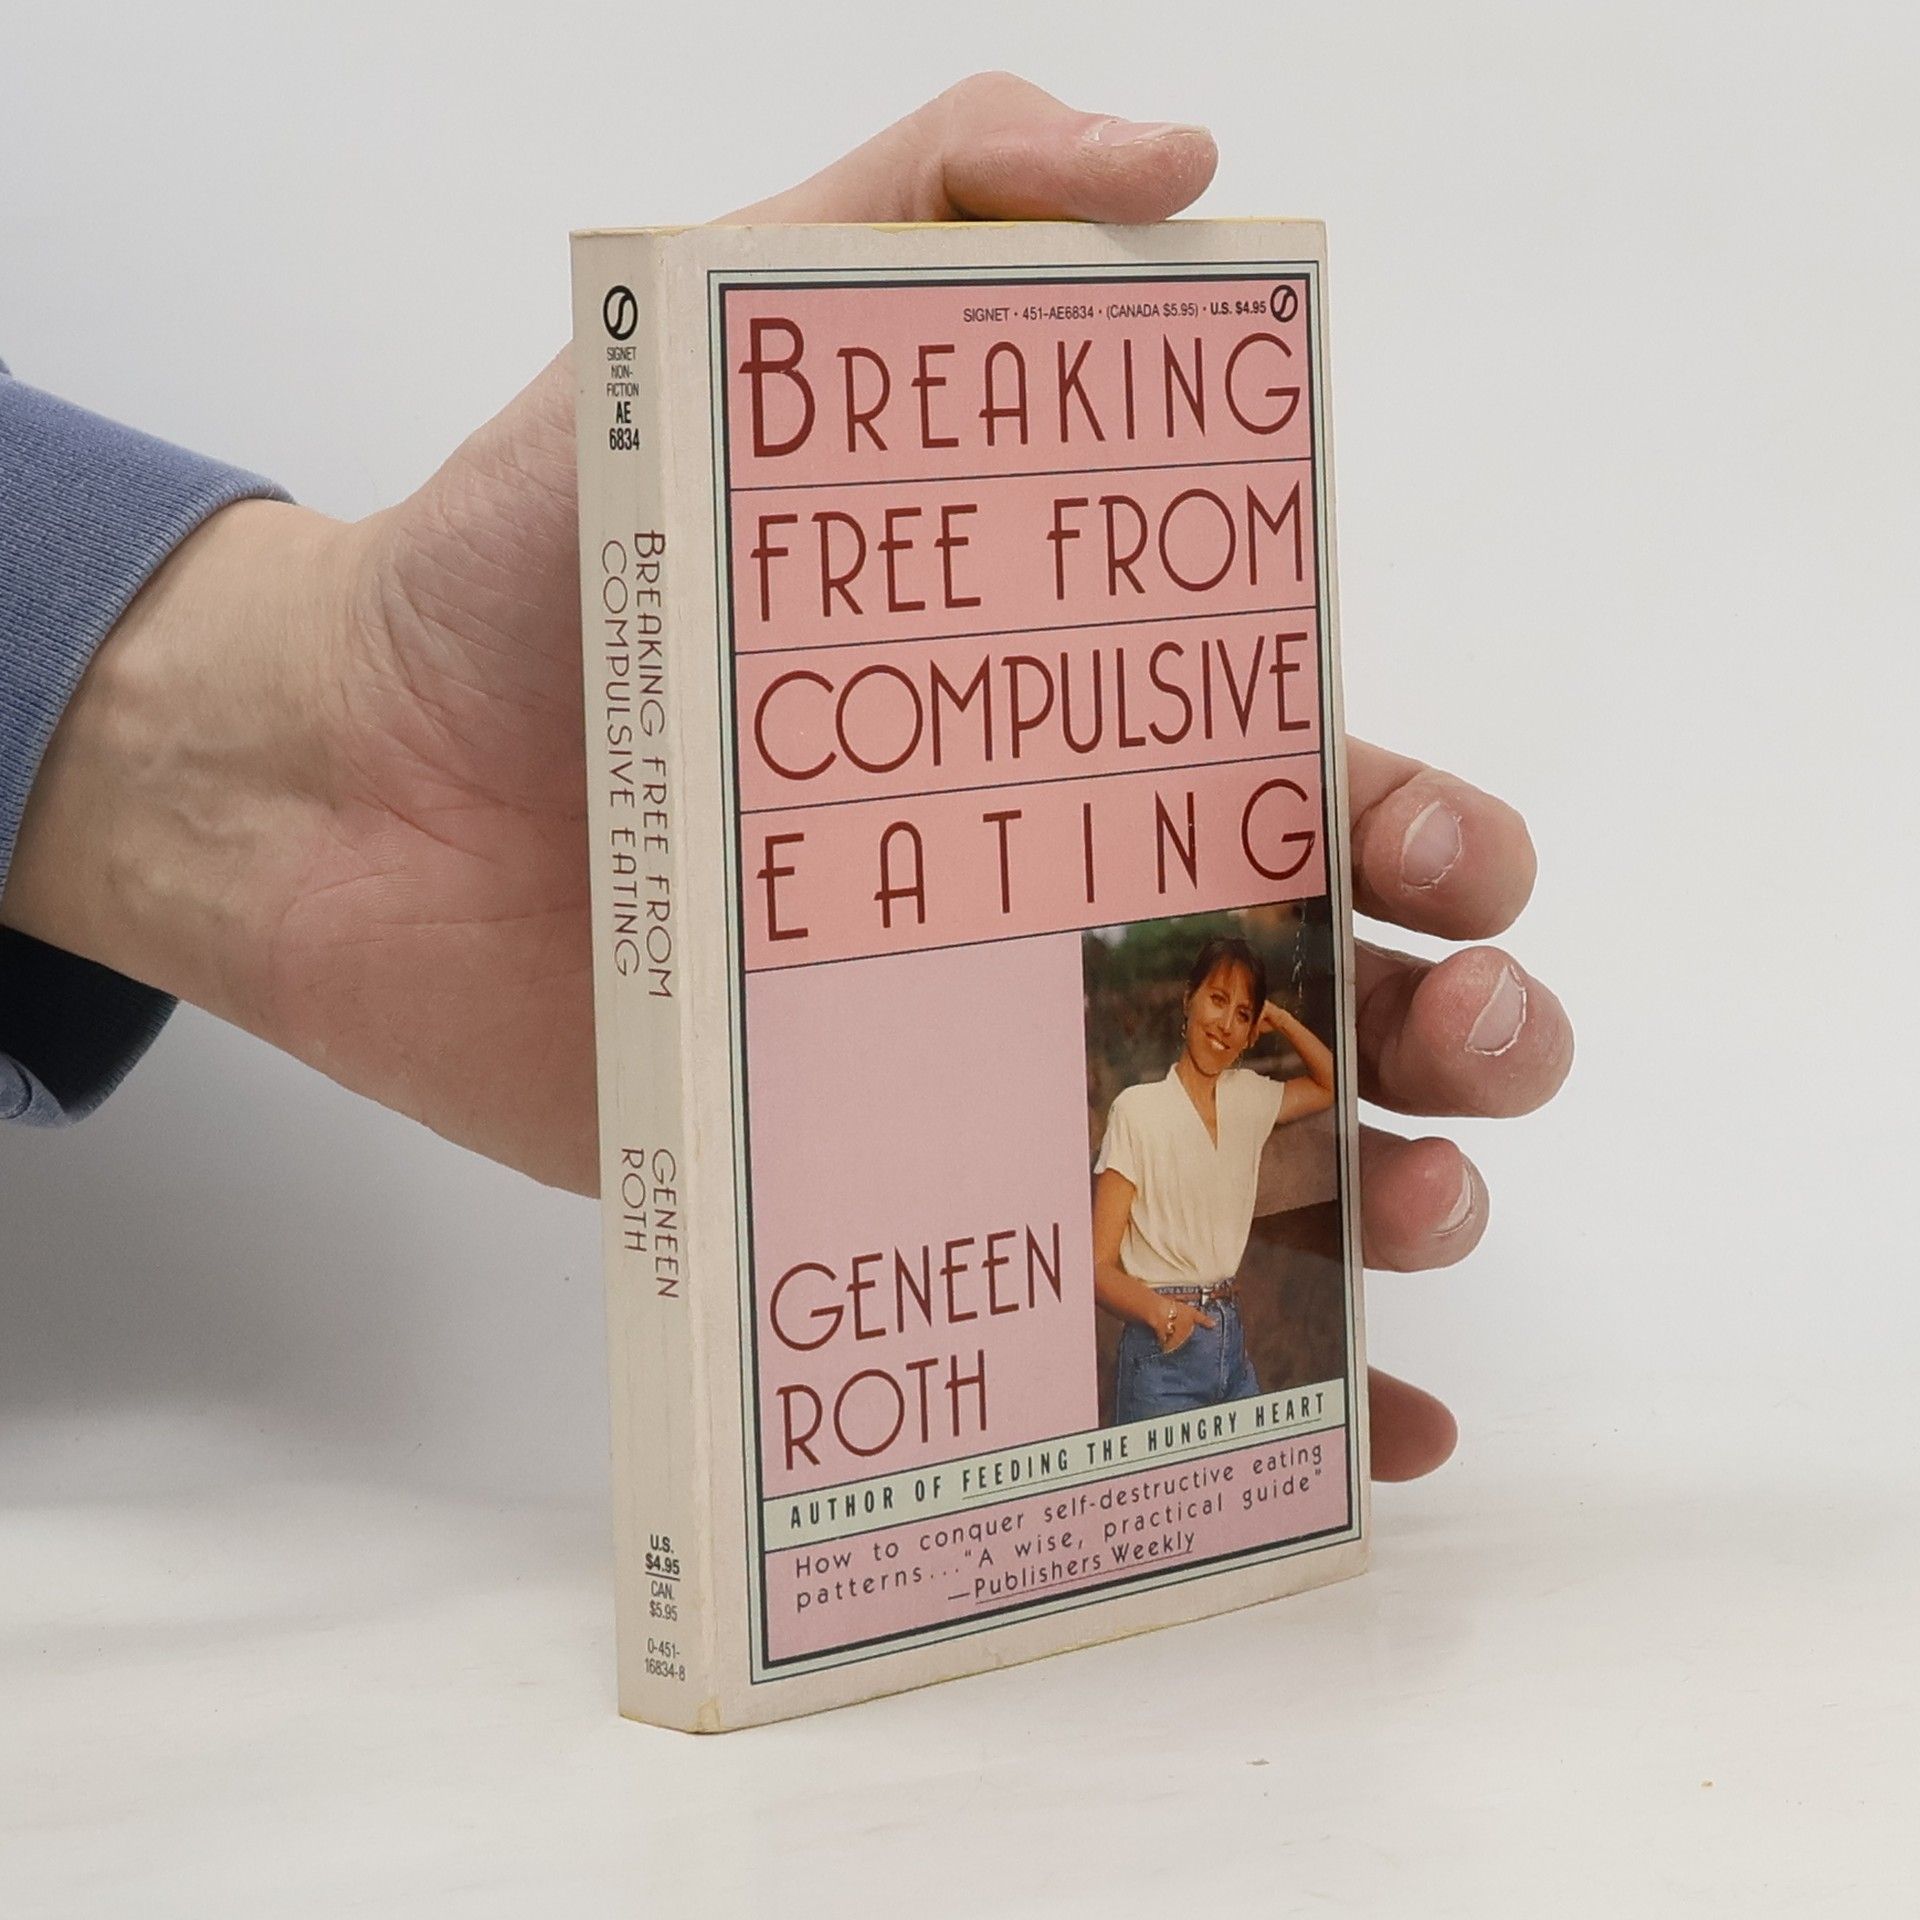 SIGNET
NON-
FICTION
AE
6834
BREAKING FREE FROM
COMPULSIVE EATING
GENEEN
ROTH
U.S.
$4.95
CAN.
$5.95
0-451-
16834-8
SIGNET • 451-AE6834 • (CANADA $5.95) • U.S. $4.95
BREAKING
FREE FROM
COMPULSIVE
EATING
GENEEN
ROTH
AUTHOR OF FEEDING THE HUNGRY HEART
How to conquer self-destructive eating
patterns..."A wise, practical guide"
—Publishers Weekly